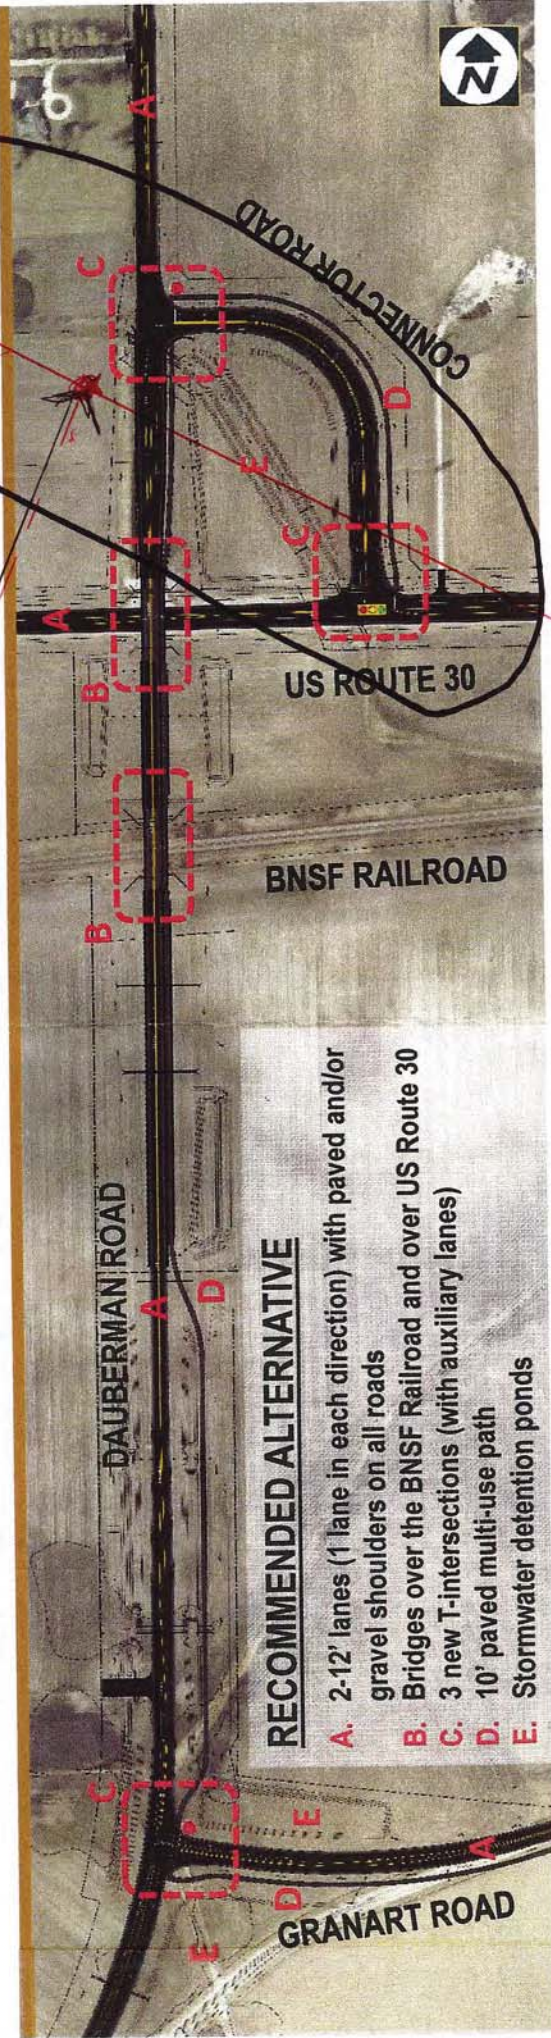 N
6
A
C
CONNECTOR ROAD
D
E
C
A
B
US ROUTE 30
B
BNSF RAILROAD
DAUBERMAN ROAD
A
D
RECOMMENDED ALTERNATIVE
A. 2-12' lanes (1 lane in each direction) with paved and/or
gravel shoulders on all roads
B. Bridges over the BNSF Railroad and over US Route 30
C. 3 new T-intersections (with auxiliary lanes)
D. 10' paved multi-use path
E. Stormwater detention ponds
C
E
D
A
GRANART ROAD
E